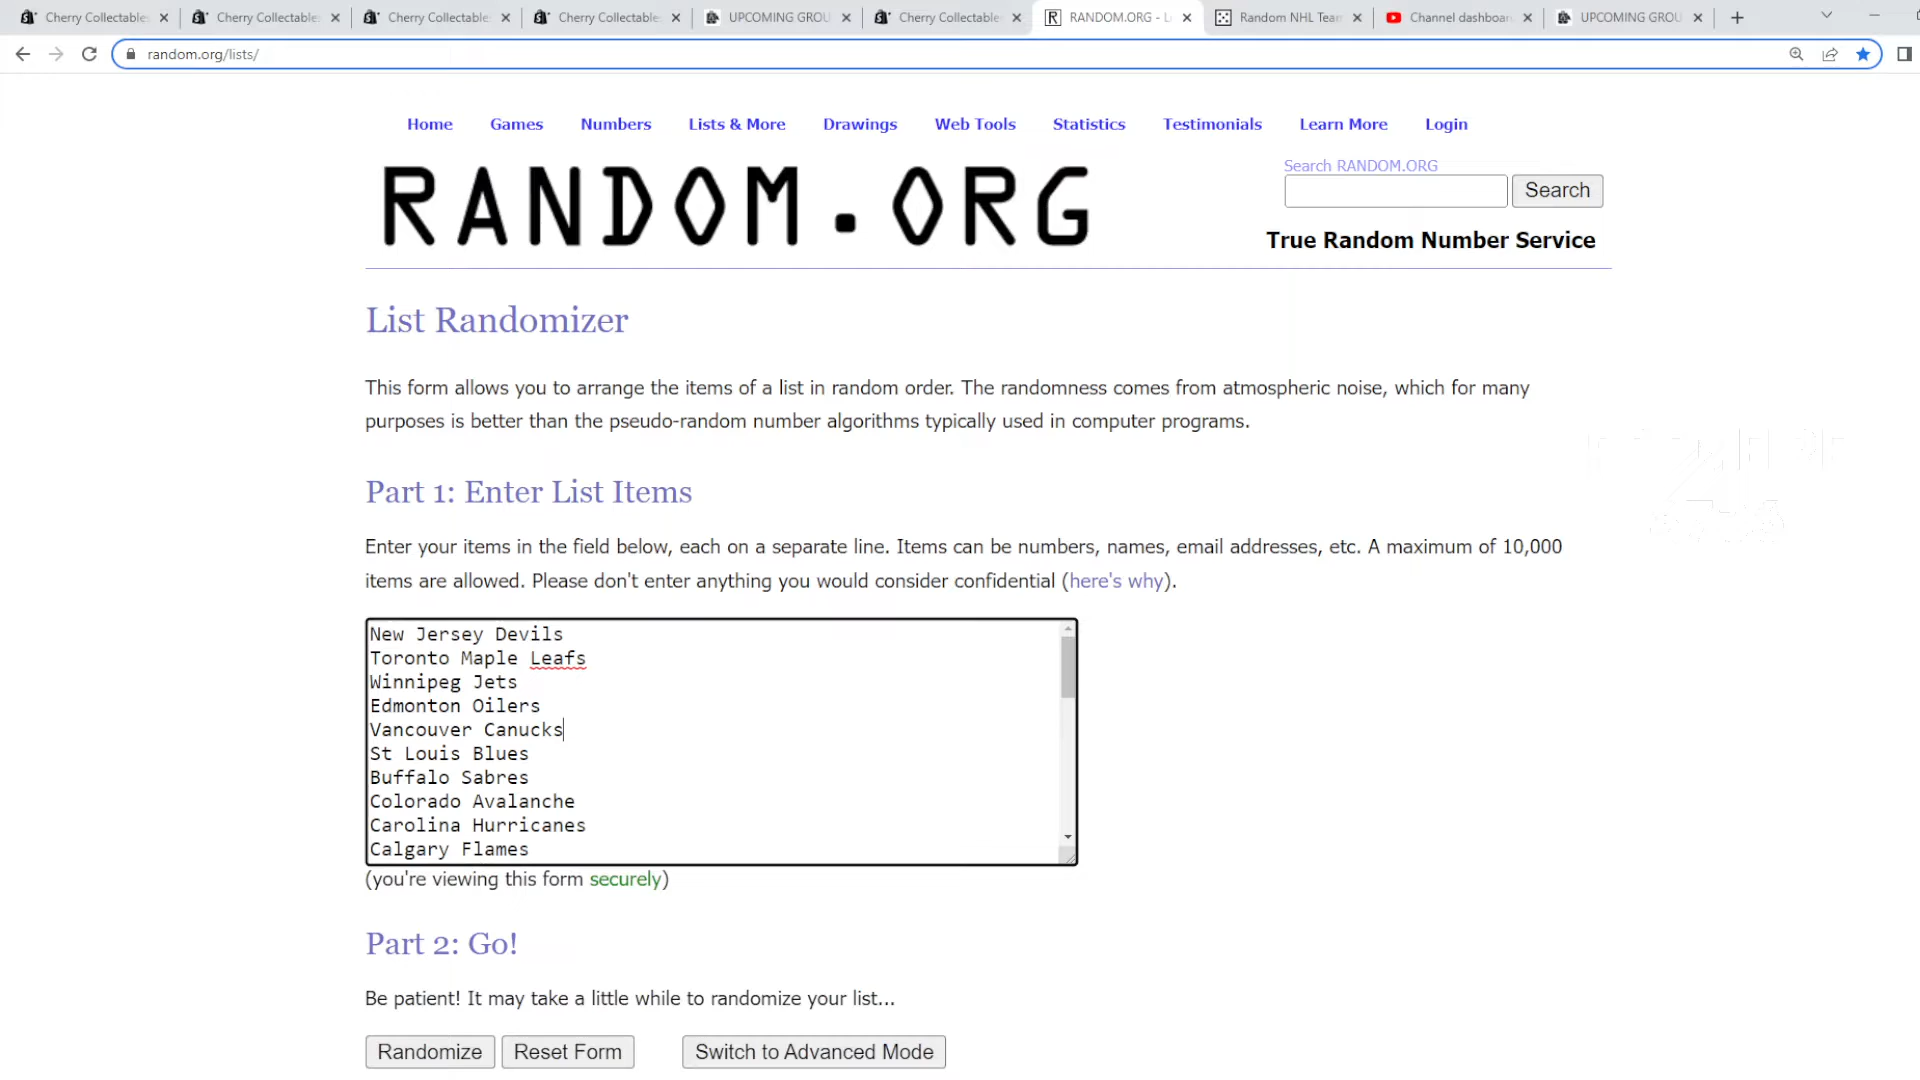 Cherry Collectables
Cherry Collectables
Cherry Collectables
Cherry Collectables
UPCOMING GROU
Cherry Collectables
RANDOM.ORG - L
Random NHL Team
Channel dashboar
UPCOMING GROU
random.org/lists/
Home Games Numbers Lists & More Drawings Web Tools Statistics Testimonials Learn More Login
RANDOM.ORG
Search RANDOM.ORG
Search
True Random Number Service
List Randomizer
This form allows you to arrange the items of a list in random order. The randomness comes from atmospheric noise, which for many
purposes is better than the pseudo-random number algorithms typically used in computer programs.
Part 1: Enter List Items
Enter your items in the field below, each on a separate line. Items can be numbers, names, email addresses, etc. A maximum of 10,000
items are allowed. Please don't enter anything you would consider confidential (here's why).
New Jersey Devils
Toronto Maple Leafs
Winnipeg Jets
Edmonton Oilers
Vancouver Canucks
St Louis Blues
Buffalo Sabres
Colorado Avalanche
Carolina Hurricanes
Calgary Flames
(you're viewing this form securely)
Part 2: Go!
Be patient! It may take a little while to randomize your list...
Randomize Reset Form Switch to Advanced Mode